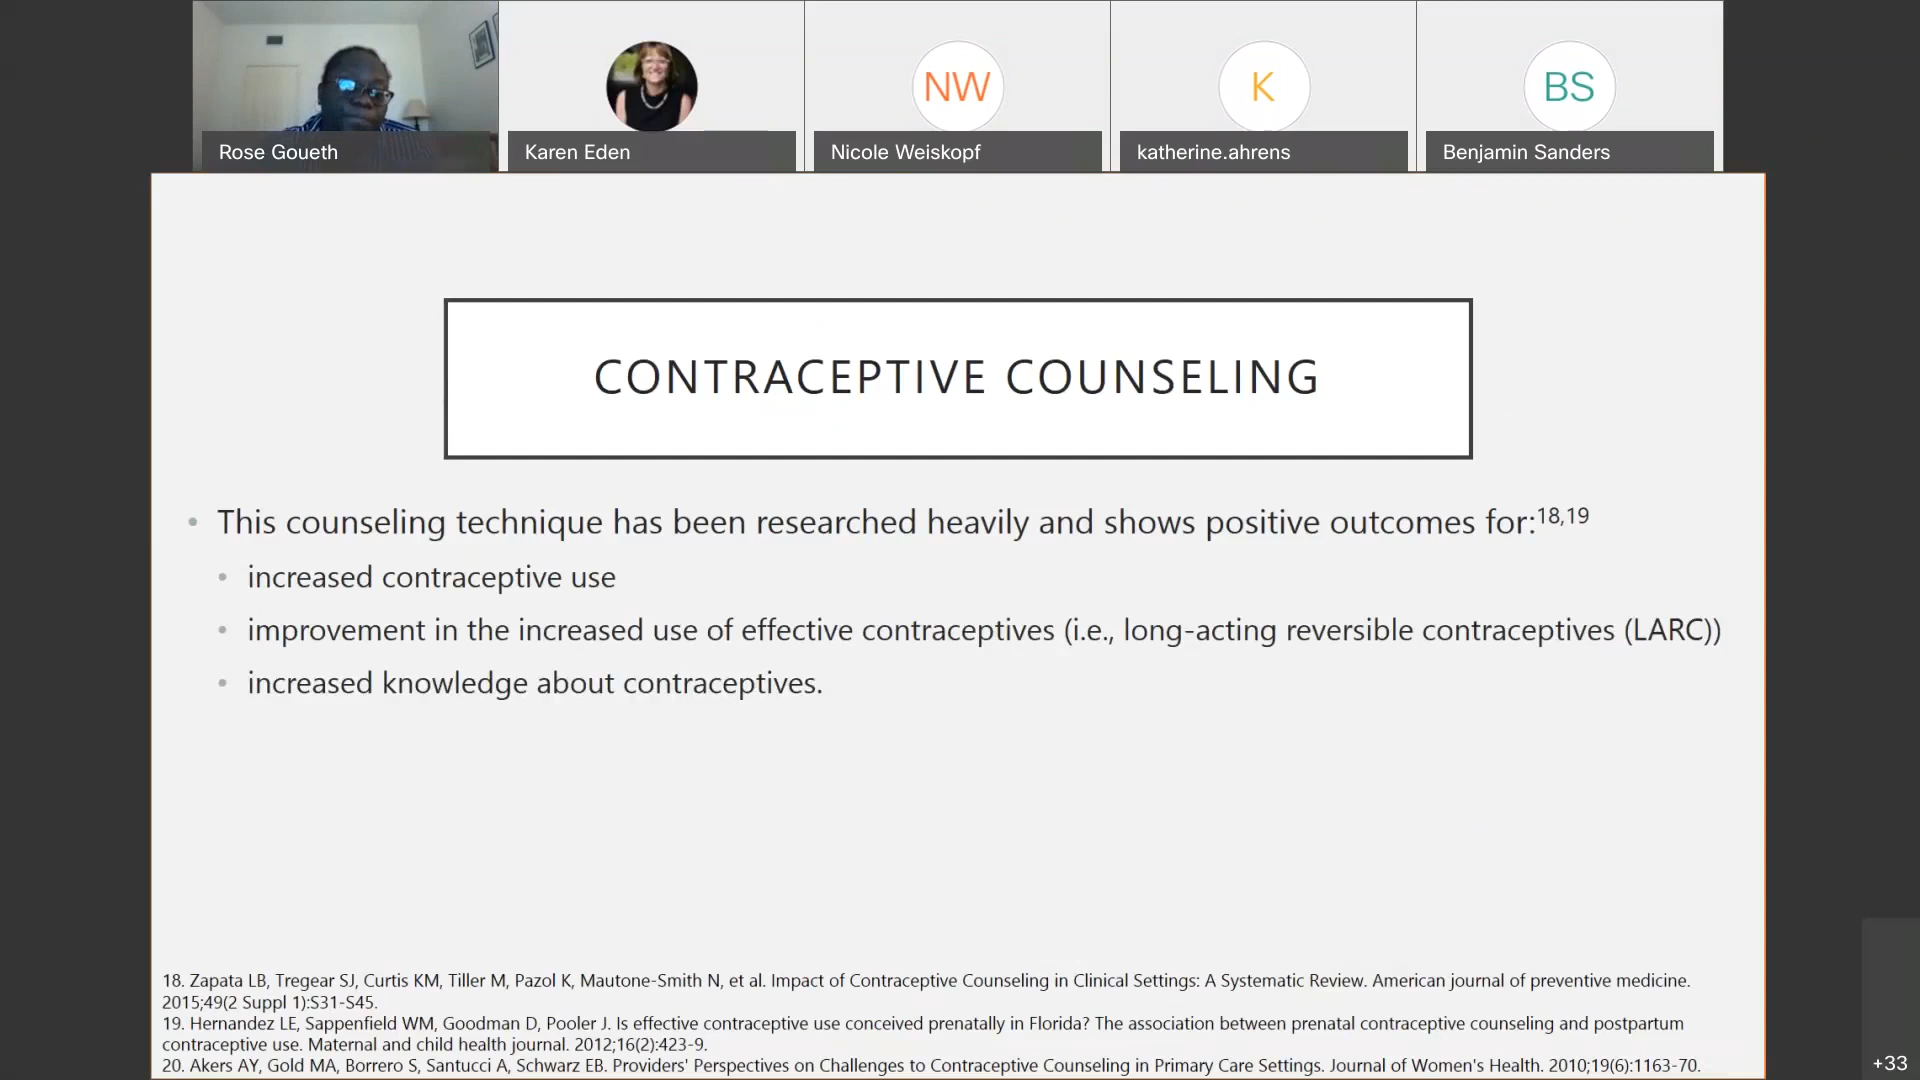 NW
K
BS
Rose Goueth
Karen Eden
Nicole Weiskopf
katherine.ahrens
Benjamin Sanders
CONTRACEPTIVE COUNSELING
• This counseling technique has been researched heavily and shows positive outcomes for:18,19
• increased contraceptive use
• improvement in the increased use of effective contraceptives (i.e., long-acting reversible contraceptives (LARC))
• increased knowledge about contraceptives.
18. Zapata LB, Tregear SJ, Curtis KM, Tiller M, Pazol K, Mautone-Smith N, et al. Impact of Contraceptive Counseling in Clinical Settings: A Systematic Review. American journal of preventive medicine.
2015;49(2 Suppl 1):S31-S45.
19. Hernandez LE, Sappenfield WM, Goodman D, Pooler J. Is effective contraceptive use conceived prenatally in Florida? The association between prenatal contraceptive counseling and postpartum
contraceptive use. Maternal and child health journal. 2012;16(2):423-9.
20. Akers AY, Gold MA, Borrero S, Santucci A, Schwarz EB. Providers' Perspectives on Challenges to Contraceptive Counseling in Primary Care Settings. Journal of Women's Health. 2010;19(6):1163-70.
+33